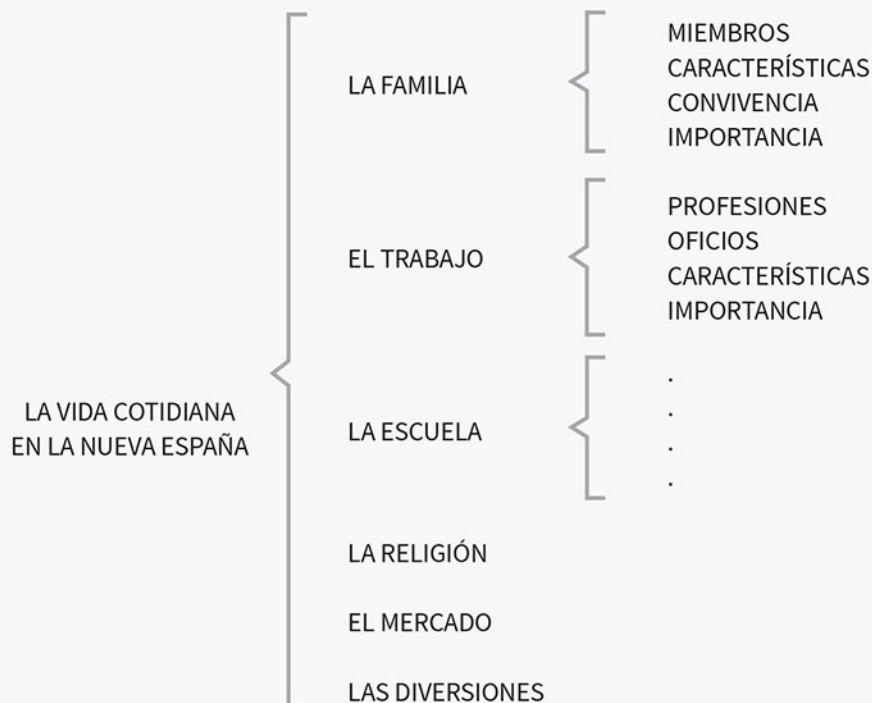 LA VIDA COTIDIANA
EN LA NUEVA ESPAÑA
LA FAMILIA
MIEMBROS
CARACTERÍSTICAS
CONVIVENCIA
IMPORTANCIA
EL TRABAJO
PROFESIONES
OFICIOS
CARACTERÍSTICAS
IMPORTANCIA
LA ESCUELA
.
.
.
.
LA RELIGIÓN
EL MERCADO
LAS DIVERSIONES